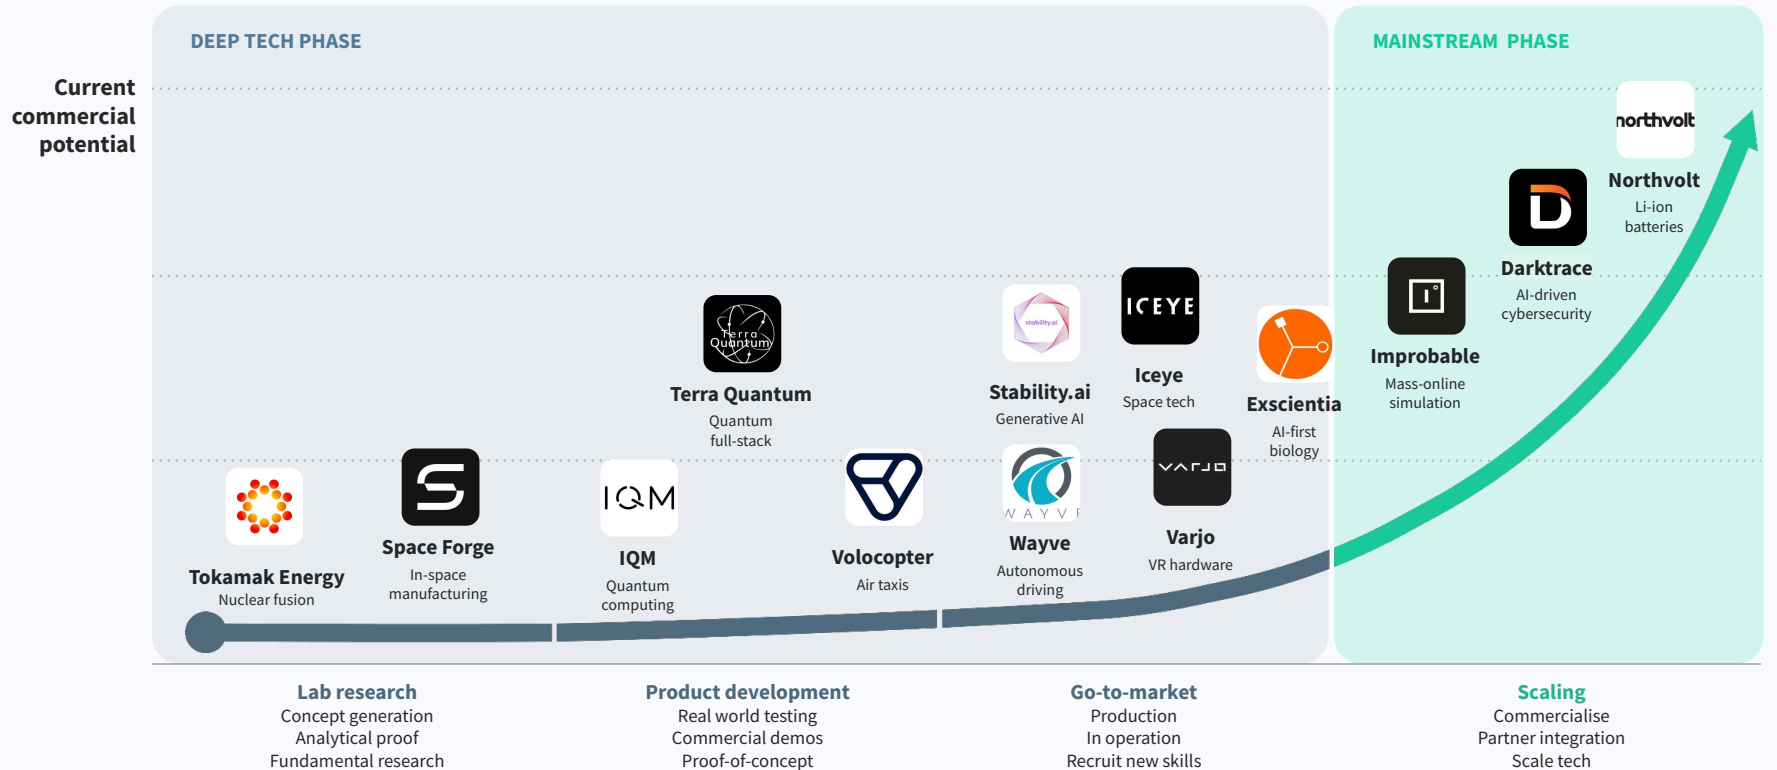 DEEP TECH PHASE
MAINSTREAM PHASE
Current
commercial
potential
northvolt
Northvolt
Li-ion
batteries
D
Darktrace
AI-driven
cybersecurity
I
Improbable
Mass-online
simulation
Terra
Quantum
Terra Quantum
Quantum
full-stack
stability.ai
Stability.ai
Generative AI
ICEYE
Iceye
Space tech
Exscientia
AI-first
biology
Tokamak Energy
Nuclear fusion
S
Space Forge
In-space
manufacturing
IQM
IQM
Quantum
computing
Volocopter
Air taxis
WAYVE
Wayve
Autonomous
driving
VARJO
Varjo
VR hardware
Lab research
Concept generation
Analytical proof
Fundamental research
Product development
Real world testing
Commercial demos
Proof-of-concept
Go-to-market
Production
In operation
Recruit new skills
Scaling
Commercialise
Partner integration
Scale tech